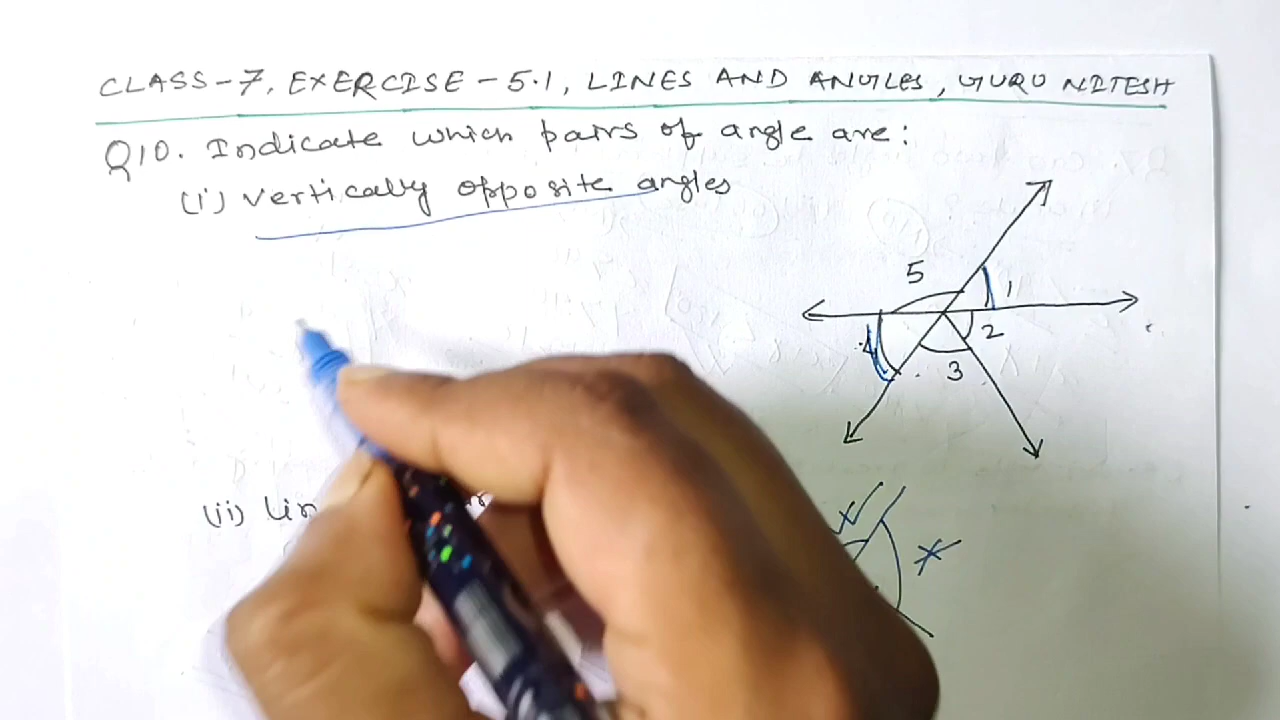 CLASS-7, EXERCISE-5.1, LINES AND ANGLES, GURU NITESH
Q10. Indicate which pairs of angle are:
(i) vertically opposite angles
5
1
4
2
3
(ii)